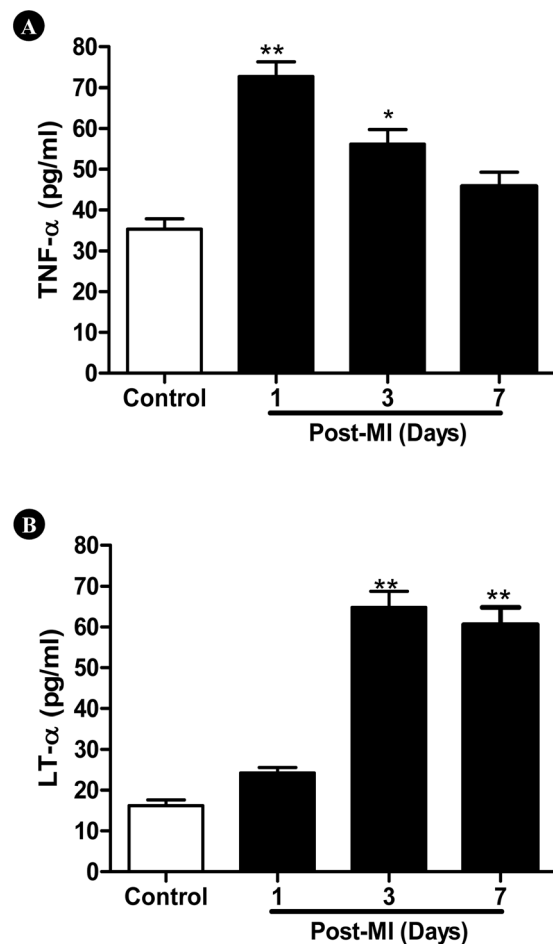 A
TNF-α (pg/ml)
80
70
60
50
40
30
20
10
0
**
*
Control 1 3 7
Post-MI (Days)
B
LT-α (pg/ml)
80
70
60
50
40
30
20
10
0
** **
Control 1 3 7
Post-MI (Days)